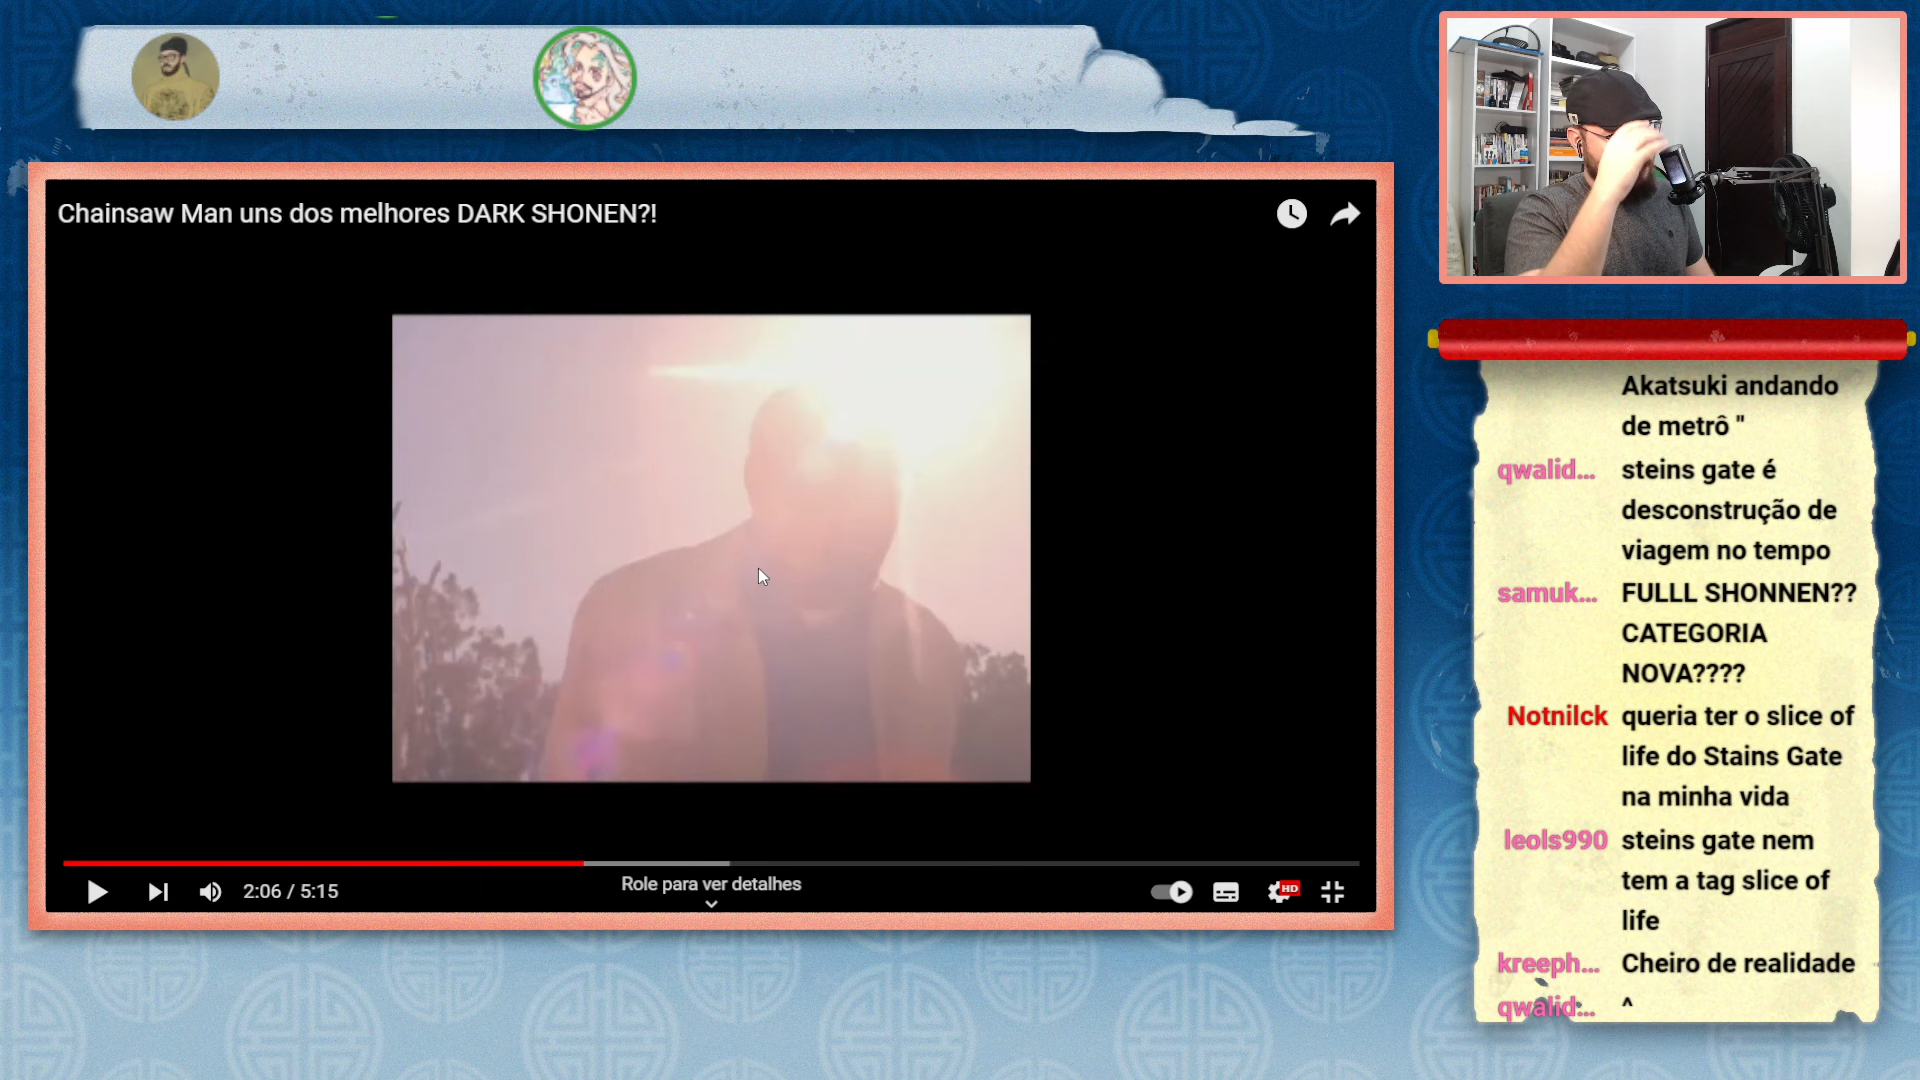 Chainsaw Man uns dos melhores DARK SHONEN?!
2:06 / 5:15
Role para ver detalhes
HD
Akatsuki andando
de metrô "
qwalid... steins gate é
desconstrução de
viagem no tempo
samuk... FULLL SHONNEN??
CATEGORIA
NOVA????
Notnilck queria ter o slice of
life do Stains Gate
na minha vida
leols990 steins gate nem
tem a tag slice of
life
kreeph... Cheiro de realidade
qwalid... ^